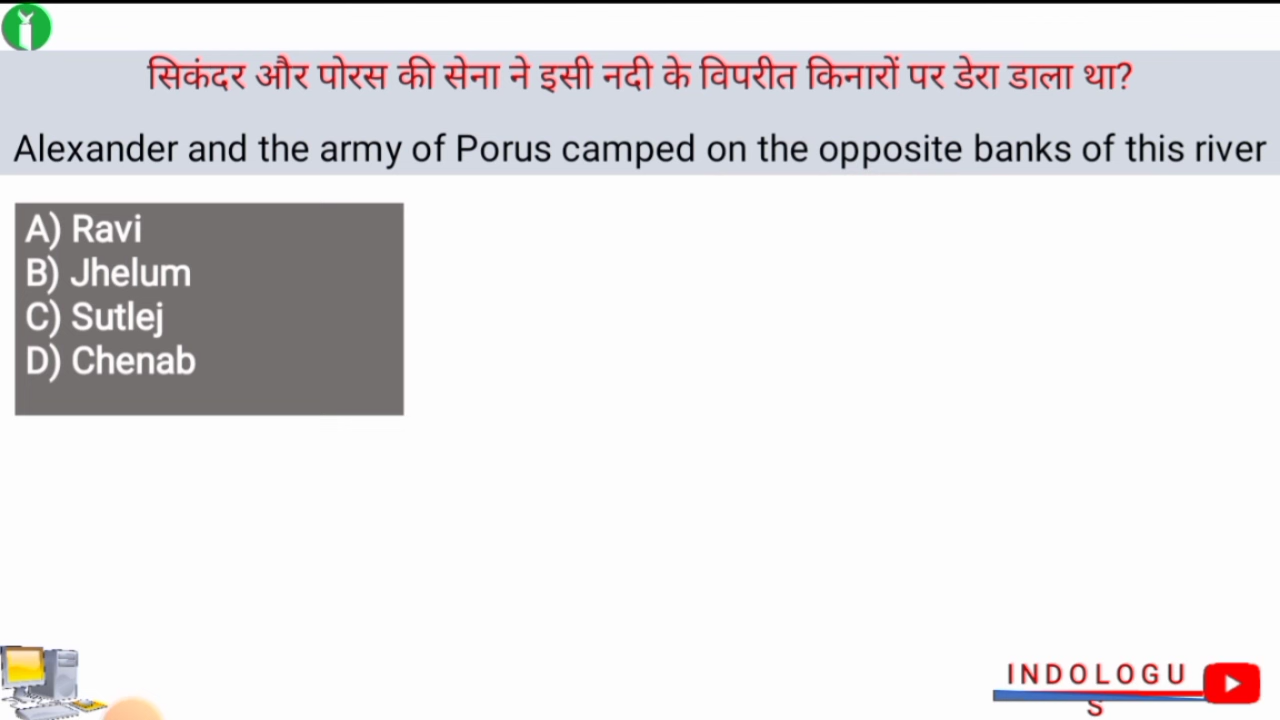 सिकंदर और पोरस की सेना ने इसी नदी के विपरीत किनारों पर डेरा डाला था?
Alexander and the army of Porus camped on the opposite banks of this river
A) Ravi
B) Jhelum
C) Sutlej
D) Chenab
INDOLOGU
S